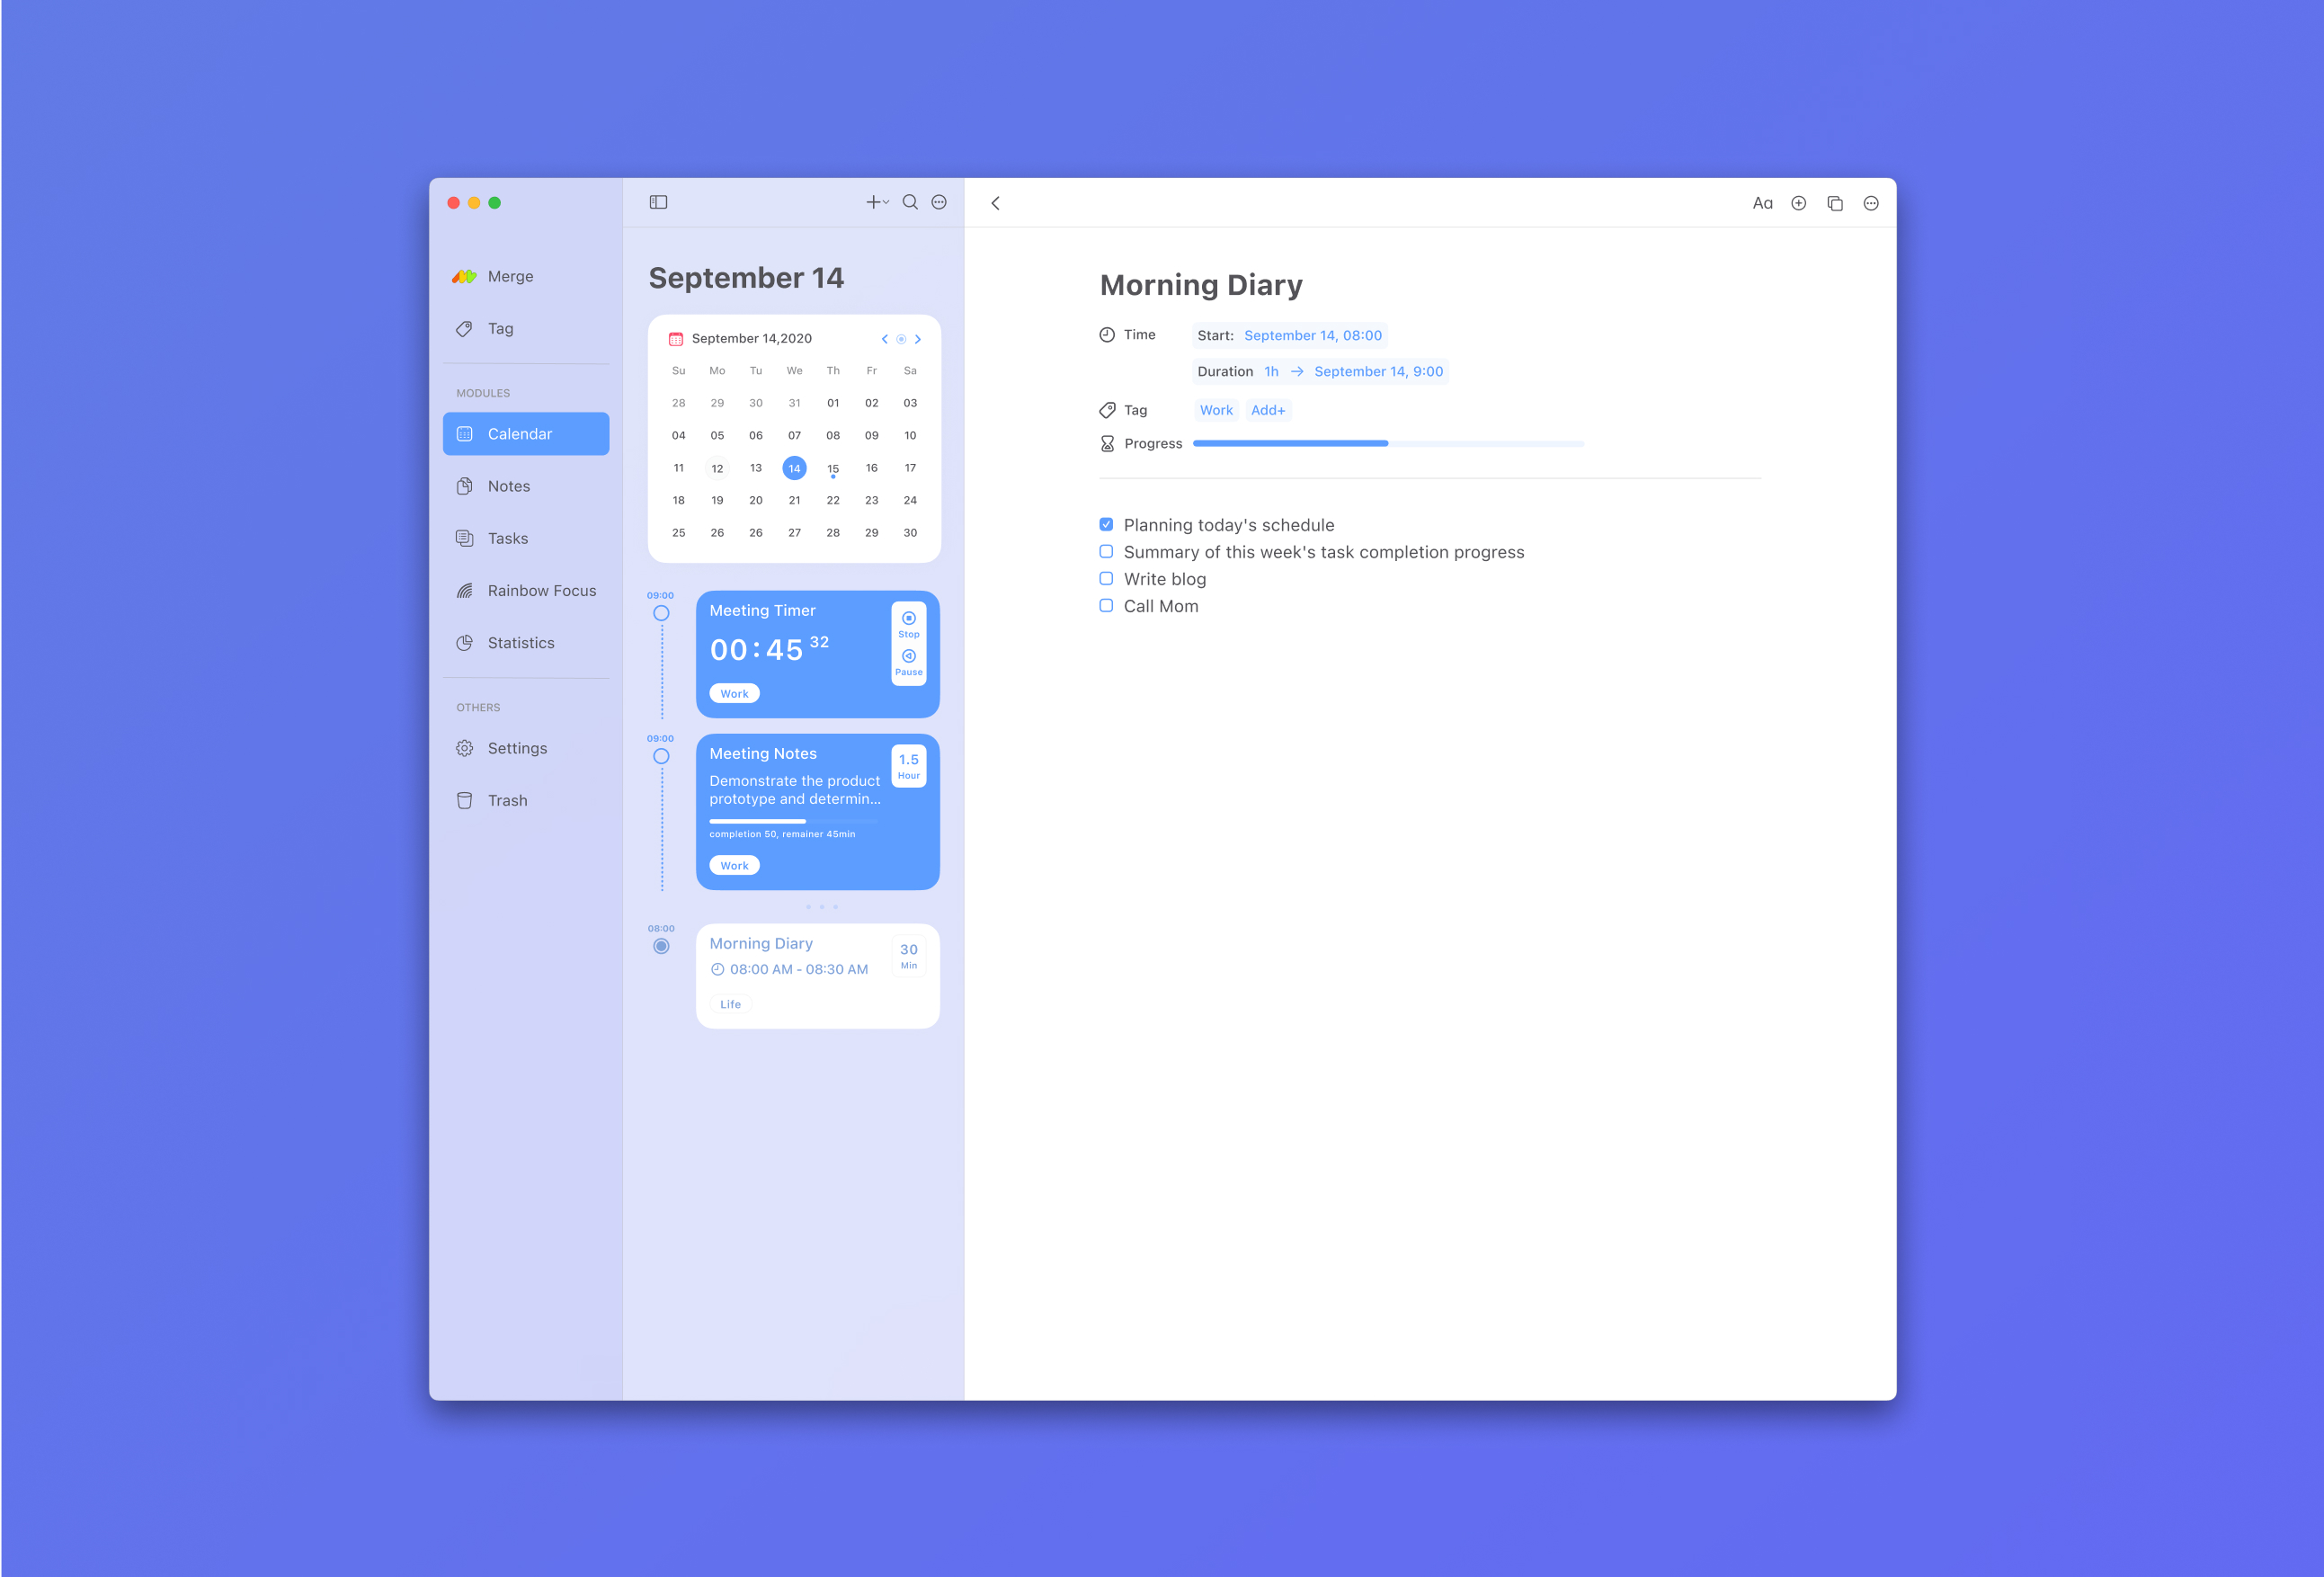 Merge
Tag
MODULES
Calendar
Notes
Tasks
Rainbow Focus
Statistics
OTHERS
Settings
Trash
September 14
September 14,2020
Su Mo Tu We Th Fr Sa
28 29 30 31 01 02 03
04 05 06 07 08 09 10
11 12 13 14 15 16 17
18 19 20 21 22 23 24
25 26 26 27 28 29 30
09:00
Meeting Timer
00:45 32
Stop
Pause
Work
09:00
Meeting Notes
1.5
Hour
Demonstrate the product
prototype and determin...
completion 50, remainer 45min
Work
08:00
Morning Diary
30
Min
08:00 AM - 08:30 AM
Life
Aa
Morning Diary
Time Start: September 14, 08:00
Duration 1h → September 14, 9:00
Tag Work Add+
Progress
Planning today's schedule
Summary of this week's task completion progress
Write blog
Call Mom